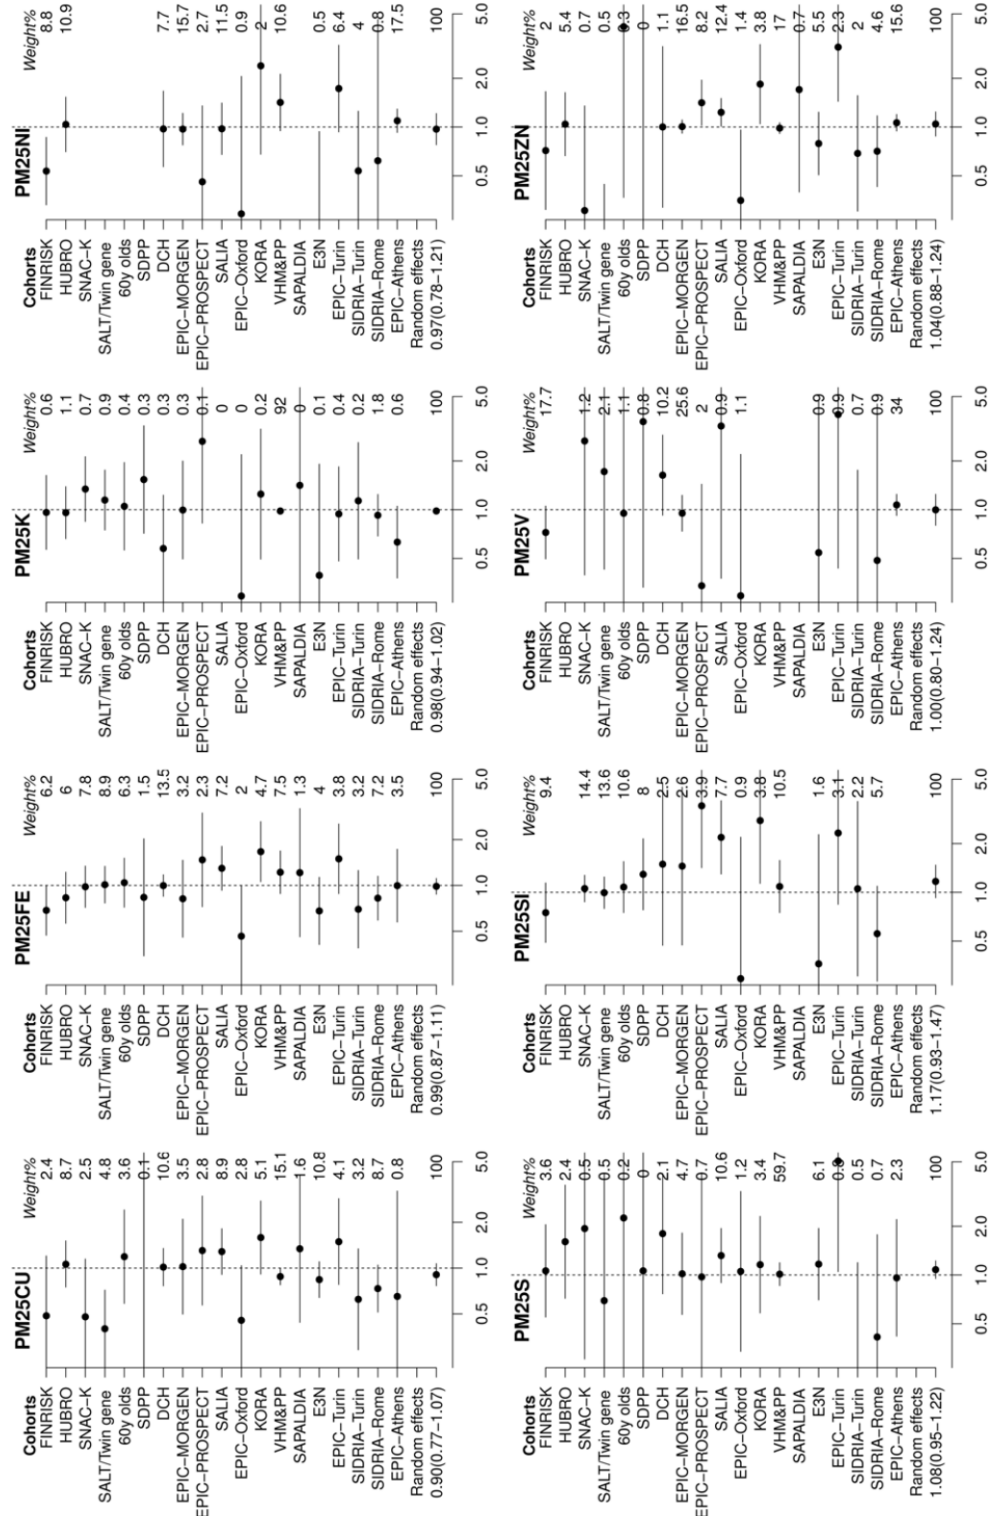 PM25CU
Cohorts Weight%
FINRISK 2.4
HUBRO 8.7
SNAC−K 2.5
SALT/Twin gene 4.8
60y olds 3.6
SDPP 0.1
DCH 10.6
EPIC−MORGEN 3.5
EPIC−PROSPECT 2.8
SALIA 8.9
EPIC−Oxford 2.8
KORA 5.1
VHM&PP 15.1
SAPALDIA 1.6
E3N 10.8
EPIC−Turin 4.1
SIDRIA−Turin 3.2
SIDRIA−Rome 8.7
EPIC−Athens 0.8
Random effects
0.90(0.77−1.07) 100
0.5 1.0 2.0 5.0
PM25FE
Cohorts Weight%
FINRISK 6.2
HUBRO 6
SNAC−K 7.8
SALT/Twin gene 8.9
60y olds 6.3
SDPP 1.5
DCH 13.5
EPIC−MORGEN 3.2
EPIC−PROSPECT 2.3
SALIA 7.2
EPIC−Oxford 2
KORA 4.7
VHM&PP 7.5
SAPALDIA 1.3
E3N 4
EPIC−Turin 3.8
SIDRIA−Turin 3.2
SIDRIA−Rome 7.2
EPIC−Athens 3.5
Random effects
0.99(0.87−1.11) 100
0.5 1.0 2.0 5.0
PM25K
Cohorts Weight%
FINRISK 0.6
HUBRO 1.1
SNAC−K 0.7
SALT/Twin gene 0.9
60y olds 0.4
SDPP 0.3
DCH 0.3
EPIC−MORGEN 0.3
EPIC−PROSPECT 0.1
SALIA 0
EPIC−Oxford 0
KORA 0.2
VHM&PP 92
SAPALDIA 0
E3N 0.1
EPIC−Turin 0.4
SIDRIA−Turin 0.2
SIDRIA−Rome 1.8
EPIC−Athens 0.6
Random effects
0.98(0.94−1.02) 100
0.5 1.0 2.0 5.0
PM25NI
Cohorts Weight%
FINRISK 8.8
HUBRO 10.9
SNAC−K
SALT/Twin gene
60y olds
SDPP
DCH 7.7
EPIC−MORGEN 15.7
EPIC−PROSPECT 2.7
SALIA 11.5
EPIC−Oxford 0.9
KORA 2
VHM&PP 10.6
SAPALDIA
E3N 0.5
EPIC−Turin 6.4
SIDRIA−Turin 4
SIDRIA−Rome 0.8
EPIC−Athens 17.5
Random effects
0.97(0.78−1.21) 100
0.5 1.0 2.0 5.0
PM25S
Cohorts Weight%
FINRISK 3.6
HUBRO 2.4
SNAC−K 0.5
SALT/Twin gene 0.5
60y olds 0.2
SDPP 0
DCH 2.1
EPIC−MORGEN 4.7
EPIC−PROSPECT 0.7
SALIA 10.6
EPIC−Oxford 1.2
KORA 3.4
VHM&PP 59.7
SAPALDIA
E3N 6.1
EPIC−Turin
SIDRIA−Turin 0.5
SIDRIA−Rome 0.7
EPIC−Athens 2.3
Random effects
1.08(0.95−1.22) 100
0.5 1.0 2.0 5.0
PM25SI
Cohorts Weight%
FINRISK 9.4
HUBRO
SNAC−K 14.4
SALT/Twin gene 13.6
60y olds 10.6
SDPP 8
DCH 2.5
EPIC−MORGEN 2.6
EPIC−PROSPECT 3.9
SALIA 7.7
EPIC−Oxford 0.9
KORA 3.8
VHM&PP 10.5
SAPALDIA
E3N 1.6
EPIC−Turin 3.1
SIDRIA−Turin 2.2
SIDRIA−Rome 5.7
EPIC−Athens
Random effects
1.17(0.93−1.47) 100
0.5 1.0 2.0 5.0
PM25V
Cohorts Weight%
FINRISK 17.7
HUBRO
SNAC−K 1.2
SALT/Twin gene 2.1
60y olds 1.1
SDPP 0.8
DCH 10.2
EPIC−MORGEN 25.6
EPIC−PROSPECT 2
SALIA 0.9
EPIC−Oxford 1.1
KORA
VHM&PP
SAPALDIA
E3N 0.9
EPIC−Turin 0.9
SIDRIA−Turin 0.7
SIDRIA−Rome 0.9
EPIC−Athens 34
Random effects
1.00(0.80−1.24) 100
0.5 1.0 2.0 5.0
PM25ZN
Cohorts Weight%
FINRISK 2
HUBRO 5.4
SNAC−K 0.7
SALT/Twin gene 0.5
60y olds 0.3
SDPP 0
DCH 1.1
EPIC−MORGEN 16.5
EPIC−PROSPECT 8.2
SALIA 12.4
EPIC−Oxford 1.4
KORA 3.8
VHM&PP 17
SAPALDIA 0.7
E3N 5.5
EPIC−Turin 2.3
SIDRIA−Turin 2
SIDRIA−Rome 4.6
EPIC−Athens 15.6
Random effects
1.04(0.88−1.24) 100
0.5 1.0 2.0 5.0